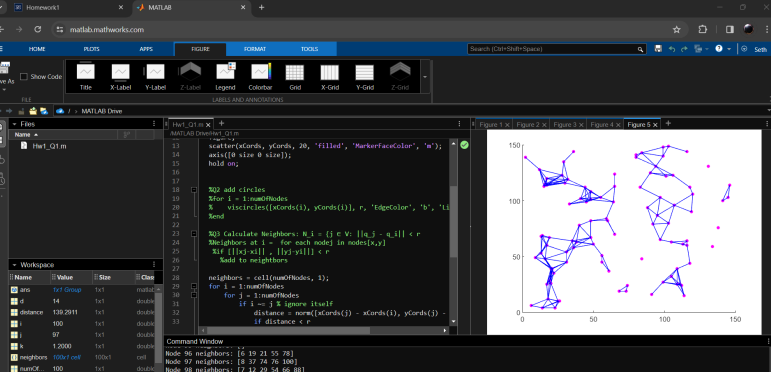 Homework1
MATLAB
matlab.mathworks.com
HOME PLOTS APPS FIGURE FORMAT TOOLS
Search (Ctrl+Shift+Space)
Seth
Show Code
Title X-Label Y-Label Z-Label Legend Colorbar Grid X-Grid Y-Grid Z-Grid
FILE
LABELS AND ANNOTATIONS
/ > MATLAB Drive
Files
Name
Hw1_Q1.m
Hw1_Q1.m
/MATLAB Drive/Hw1_Q1.m
13 scatter(xCords, yCords, 20, 'filled', 'MarkerFaceColor', 'm');
14 axis([0 size 0 size]);
15 hold on;
16
17
18 %Q2 add circles
19 %for i = 1:numOfNodes
20 % viscircles([xCords(i), yCords(i)], r, 'EdgeColor', 'b', 'Li
21 %end
22
23 %Q3 Calculate Neighbors: N_i = {j ∈ V: ||q_j - q_i|| < r
24 %Neighbors at i = for each nodej in nodes[x,y]
25 %if [||xj-xi|| , ||yj-yi||] < r
26 %add to neightbors
27
28 neighbors = cell(numOfNodes, 1);
29 for i = 1:numOfNodes
30 for j = 1:numOfNodes
31 if i ~= j % ignore itself
32 distance = norm([xCords(j) - xCords(i), yCords(j) -
33 if distance < r
Workspace
Name Value Size Class
ans 1x1 Group 1x1 matlab
d 14 1x1 double
distance 139.2911 1x1 double
i 100 1x1 double
j 97 1x1 double
k 1.2000 1x1 double
neighbors 100x1 cell 100x1 cell
numOf... 100 1x1 double
Command Window
Node 96 neighbors: [6 19 21 55 78]
Node 97 neighbors: [8 37 74 76 100]
Node 98 neighbors: [7 12 29 54 66 88]
Figure 1 Figure 2 Figure 3 Figure 4 Figure 5
150
100
50
0
0 50 100 150